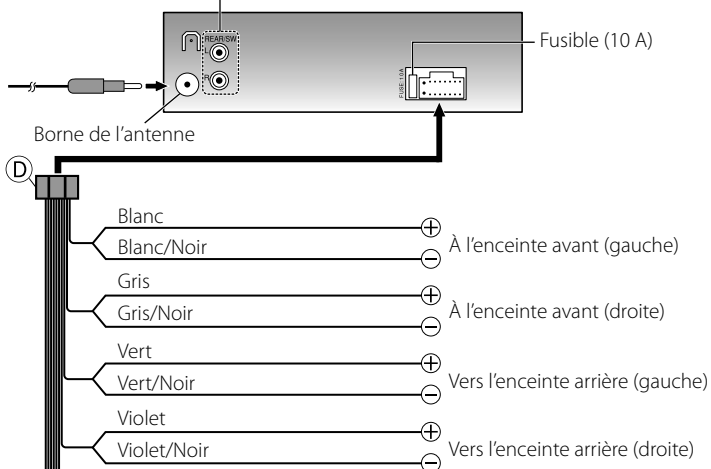 REAR/SW
L
R
FUSE: 10A
Fusible (10 A)
Borne de l’antenne
D
Blanc
Blanc/Noir
À l’enceinte avant (gauche)
Gris
Gris/Noir
À l’enceinte avant (droite)
Vert
Vert/Noir
Vers l’enceinte arrière (gauche)
Violet
Violet/Noir
Vers l’enceinte arrière (droite)